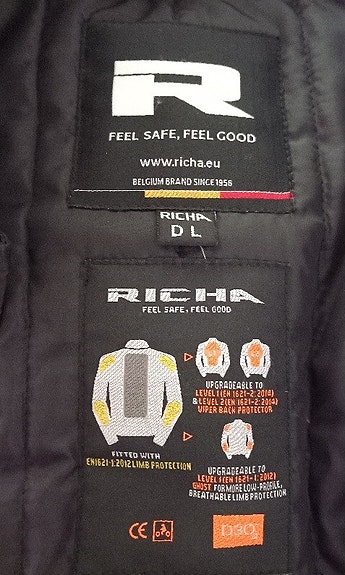 R
FEEL SAFE, FEEL GOOD
www.richa.eu
BELGIUM BRAND SINCE 1956
RICHA
D L
RICHA
FEEL SAFE, FEEL GOOD
UPGRADEABLE TO
LEVEL 1 (EN 1621-2:2014)
& LEVEL 2 (EN 1621-2:2014)
VIPER BACK PROTECTOR
FITTED WITH
EN1621-1:2012 LIMB PROTECTION
UPGRADEABLE TO
LEVEL 1 (EN 1621-1:2012)
GHOST FOR MORE LOW-PROFILE,
BREATHABLE LIMB PROTECTION
CE
D3O